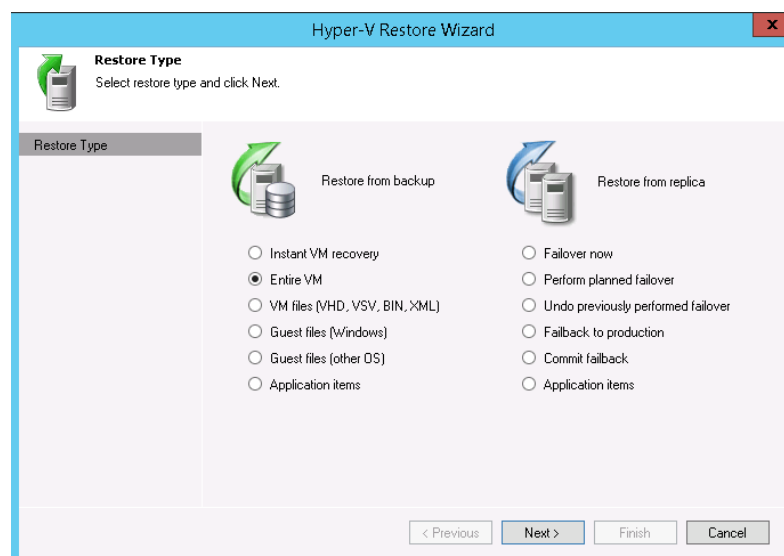 Hyper-V Restore Wizard
x
Restore Type
Select restore type and click Next.
Restore Type
Restore from backup
Instant VM recovery
Entire VM
VM files (VHD, VSV, BIN, XML)
Guest files (Windows)
Guest files (other OS)
Application items
Restore from replica
Failover now
Perform planned failover
Undo previously performed failover
Failback to production
Commit failback
Application items
< Previous
Next >
Finish
Cancel